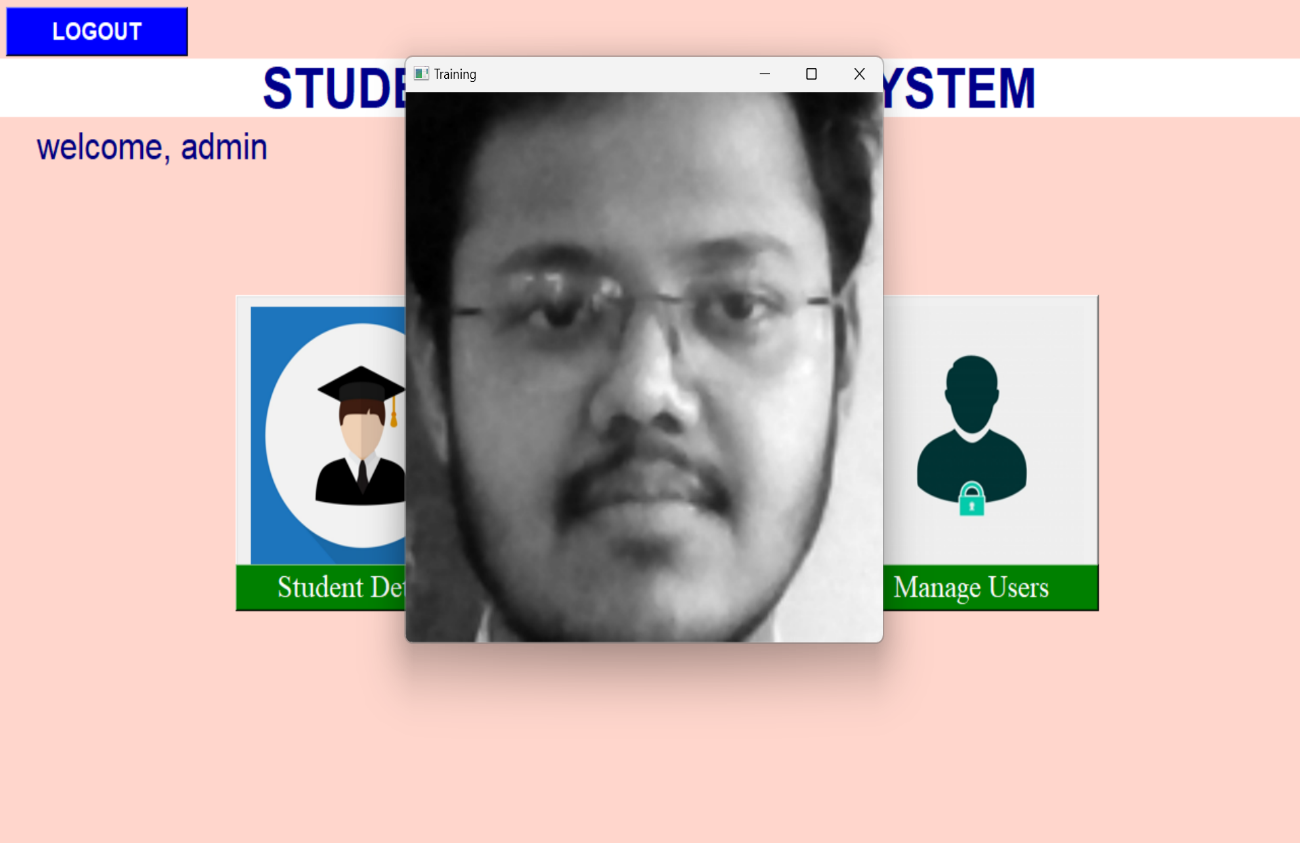 LOGOUT
Training
STUDE YSTEM
welcome, admin
Student Det
Manage Users